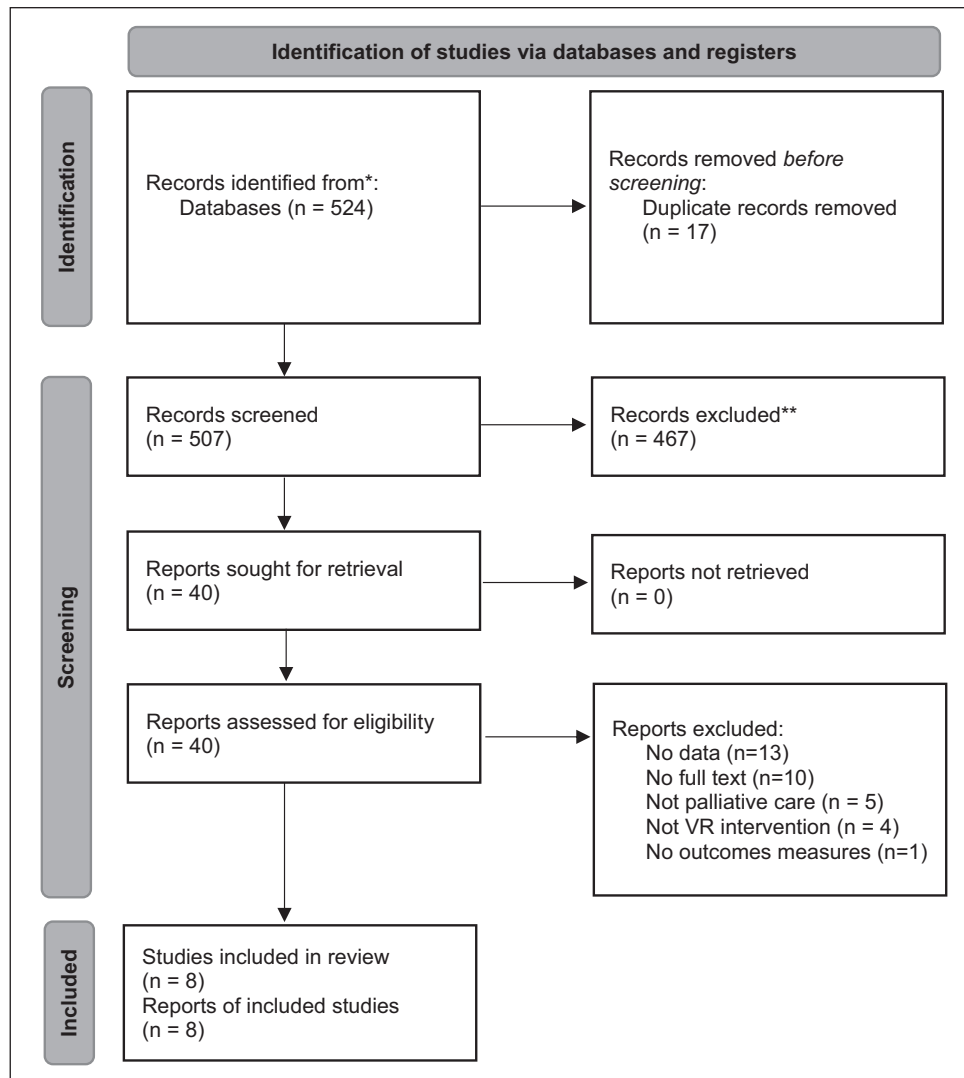 Identification of studies via databases and registers
Identification
Records identified from*:
Databases (n = 524)
Records removed before
screening:
Duplicate records removed
(n = 17)
Screening
Records screened
(n = 507)
Records excluded**
(n = 467)
Reports sought for retrieval
(n = 40)
Reports not retrieved
(n = 0)
Reports assessed for eligibility
(n = 40)
Reports excluded:
No data (n=13)
No full text (n=10)
Not palliative care (n = 5)
Not VR intervention (n = 4)
No outcomes measures (n=1)
Included
Studies included in review
(n = 8)
Reports of included studies
(n = 8)